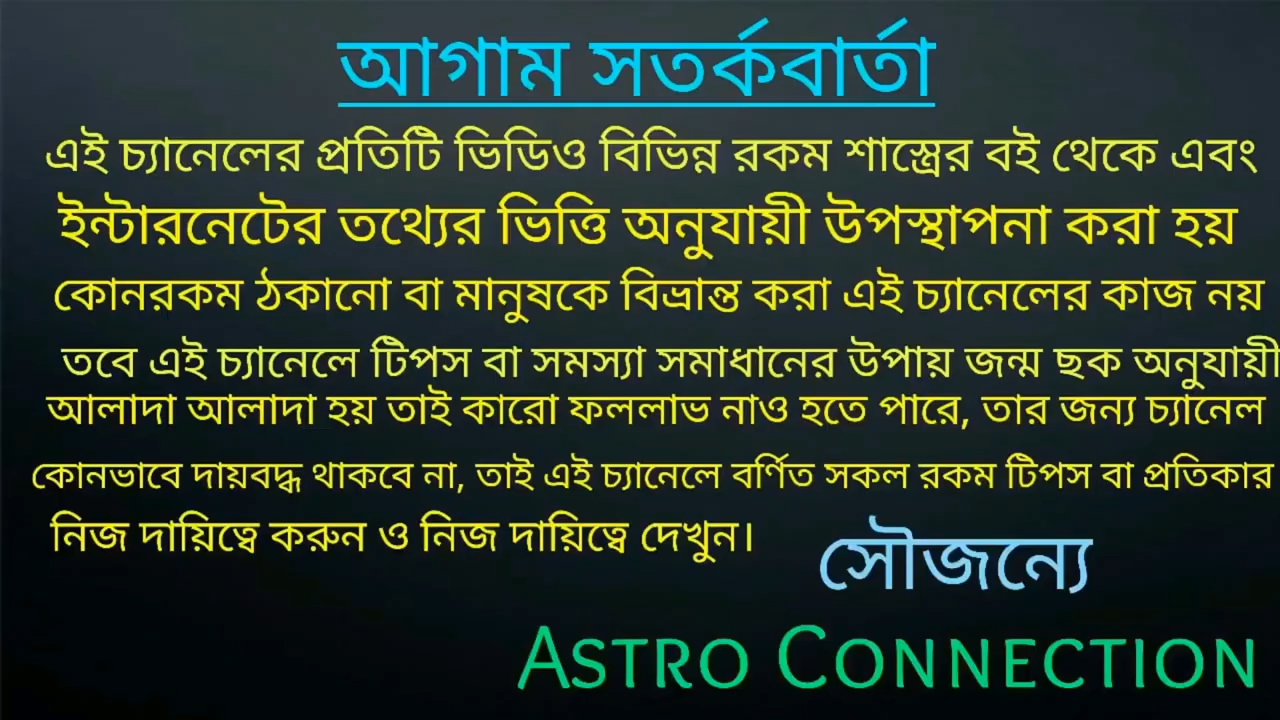 আগাম সতর্কবার্তা
এই চ্যানেলের প্রতিটি ভিডিও বিভিন্ন রকম শাস্ত্রের বই থেকে এবং
ইন্টারনেটের তথ্যের ভিত্তি অনুযায়ী উপস্থাপনা করা হয়
কোনরকম ঠকানো বা মানুষকে বিভ্রান্ত করা এই চ্যানেলের কাজ নয়
তবে এই চ্যানেলে টিপস বা সমস্যা সমাধানের উপায় জন্ম ছক অনুযায়ী
আলাদা আলাদা হয় তাই কারো ফললাভ নাও হতে পারে, তার জন্য চ্যানেল
কোনভাবে দায়বদ্ধ থাকবে না, তাই এই চ্যানেলে বর্ণিত সকল রকম টিপস বা প্রতিকার
নিজ দায়িত্বে করুন ও নিজ দায়িত্বে দেখুন।
সৌজন্যে
ASTRO CONNECTION